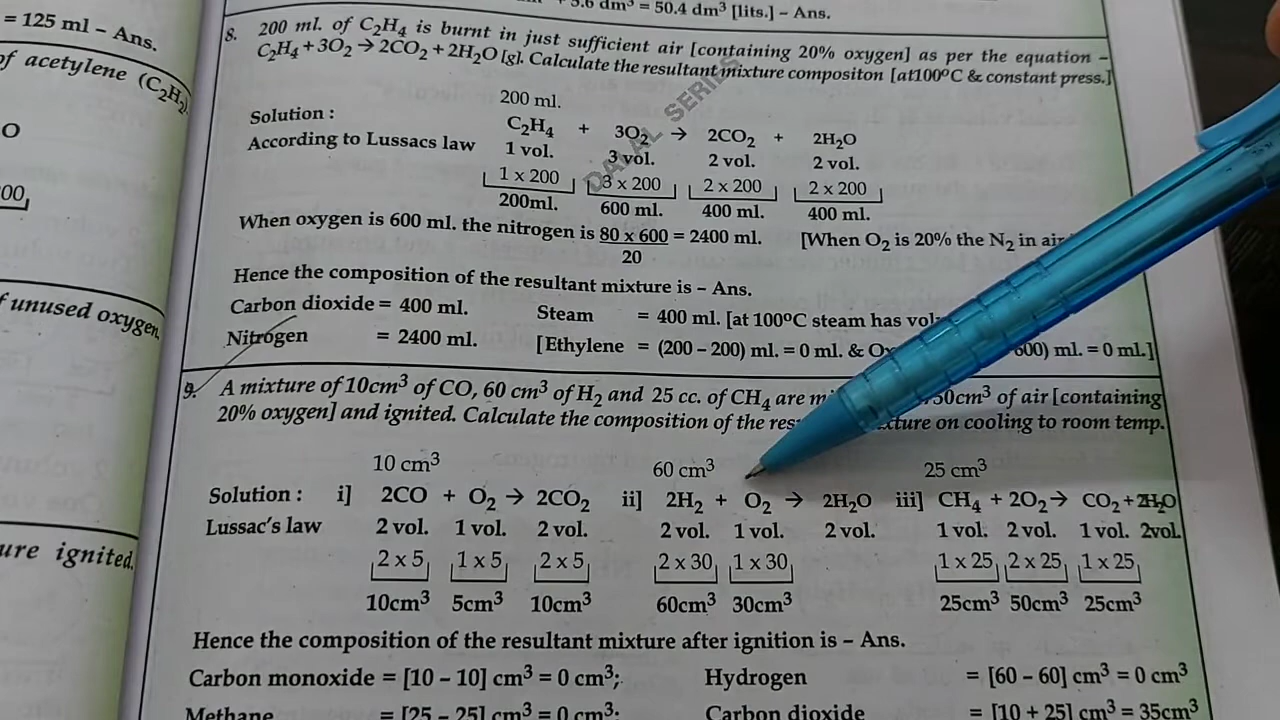 + 3.6 dm³ = 50.4 dm³ [lits.] – Ans.
= 125 ml – Ans.
of acetylene (C₂H₂)
O
00,
f unused oxygen,
ure ignited.
8. 200 ml. of C₂H₄ is burnt in just sufficient air [containing 20% oxygen] as per the equation –
C₂H₄ + 3O₂ → 2CO₂ + 2H₂O [g]. Calculate the resultant mixture compositon [at100ºC & constant press.]
200 ml.
Solution : C₂H₄ + 3O₂ → 2CO₂ + 2H₂O
According to Lussacs law 1 vol. 3 vol. 2 vol. 2 vol.
1 x 200 3 x 200 2 x 200 2 x 200
200ml. 600 ml. 400 ml. 400 ml.
DALAL SERIES
When oxygen is 600 ml. the nitrogen is 80 x 600 = 2400 ml. [When O₂ is 20% the N₂ in air
20
Hence the composition of the resultant mixture is – Ans.
Carbon dioxide = 400 ml. Steam = 400 ml. [at 100ºC steam has
Nitrogen = 2400 ml. [Ethylene = (200 – 200) ml. = 0 ml. & 600) ml. = 0 ml.]
9. A mixture of 10cm³ of CO, 60 cm³ of H₂ and 25 cc. of CH₄ are of air [containing
20% oxygen] and ignited. Calculate the composition of the on cooling to room temp.
10 cm³ 60 cm³ 25 cm³
Solution : i] 2CO + O₂ → 2CO₂ ii] 2H₂ + O₂ → 2H₂O iii] CH₄ + 2O₂ → CO₂ + 2H₂O
Lussac's law 2 vol. 1 vol. 2 vol. 2 vol. 1 vol. 2 vol. 1 vol. 2 vol. 1 vol. 2vol.
2 x 5 1 x 5 2 x 5 2 x 30 1 x 30 1 x 25 2 x 25 1 x 25
10cm³ 5cm³ 10cm³ 60cm³ 30cm³ 25cm³ 50cm³ 25cm³
Hence the composition of the resultant mixture after ignition is – Ans.
Carbon monoxide = [10 – 10] cm³ = 0 cm³; Hydrogen = [60 – 60] cm³ = 0 cm³
Methane = [25 – 25] cm³ = 0 cm³; Carbon dioxide = [10 + 25] cm³ = 35cm³